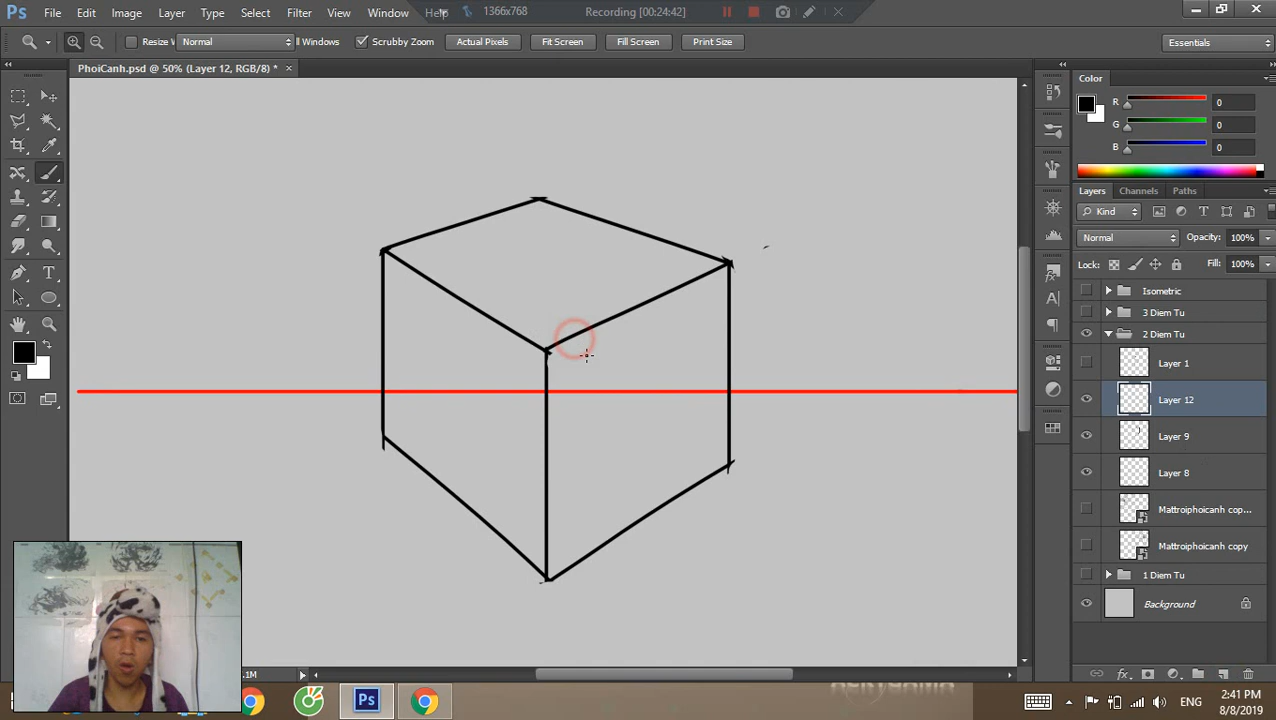 Ps File Edit Image Layer Type Select Filter View Window Help 1366x768 Recording [00:24:42]
Normal Windows Scrubby Zoom Actual Pixels Fit Screen Fill Screen Print Size Essentials
PhoiCanh.psd @ 50% (Layer 12, RGB/8) *
Color
R 0
G 0
B 0
Layers Channels Paths
Kind
Normal Opacity: 100%
Lock: Fill: 100%
Isometric
3 Diem Tu
2 Diem Tu
Layer 1
Layer 12
Layer 9
Layer 8
Mattroiphoicanh cop...
Mattroiphoicanh copy
1 Diem Tu
Background
Ps ENG 2:41 PM
8/8/2019